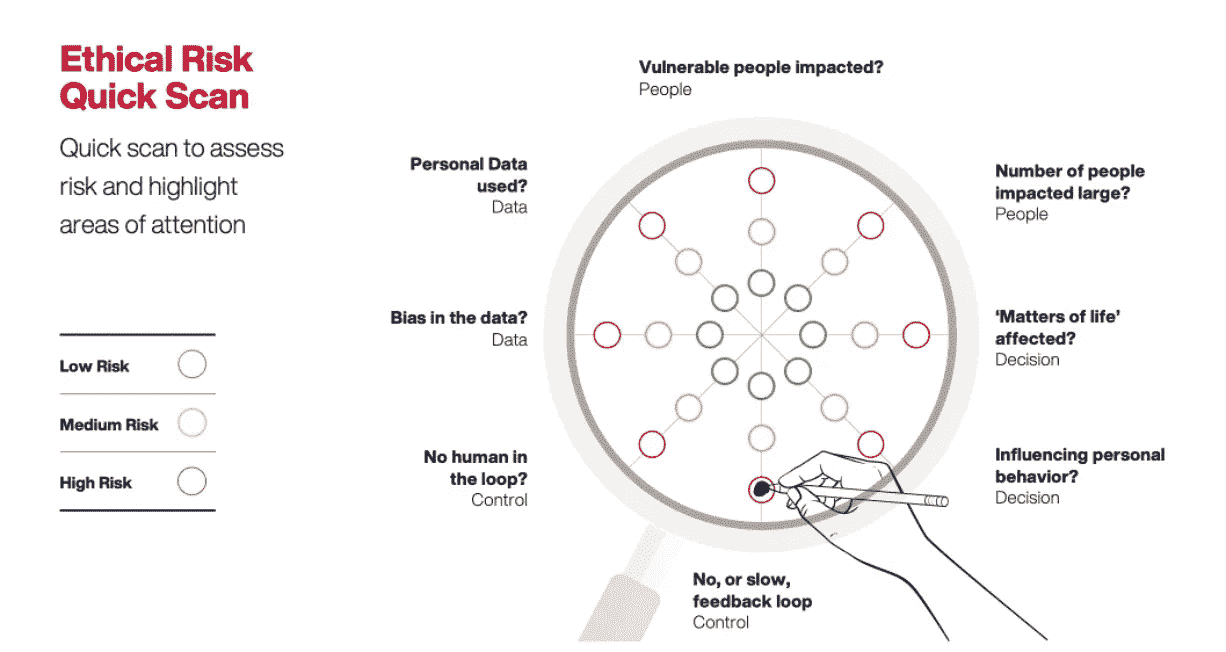 Ethical Risk
Quick Scan
Quick scan to assess
risk and highlight
areas of attention
Low Risk
Medium Risk
High Risk
Vulnerable people impacted?
People
Personal Data
used?
Data
Number of people
impacted large?
People
Bias in the data?
Data
‘Matters of life’
affected?
Decision
No human in
the loop?
Control
Influencing personal
behavior?
Decision
No, or slow,
feedback loop
Control